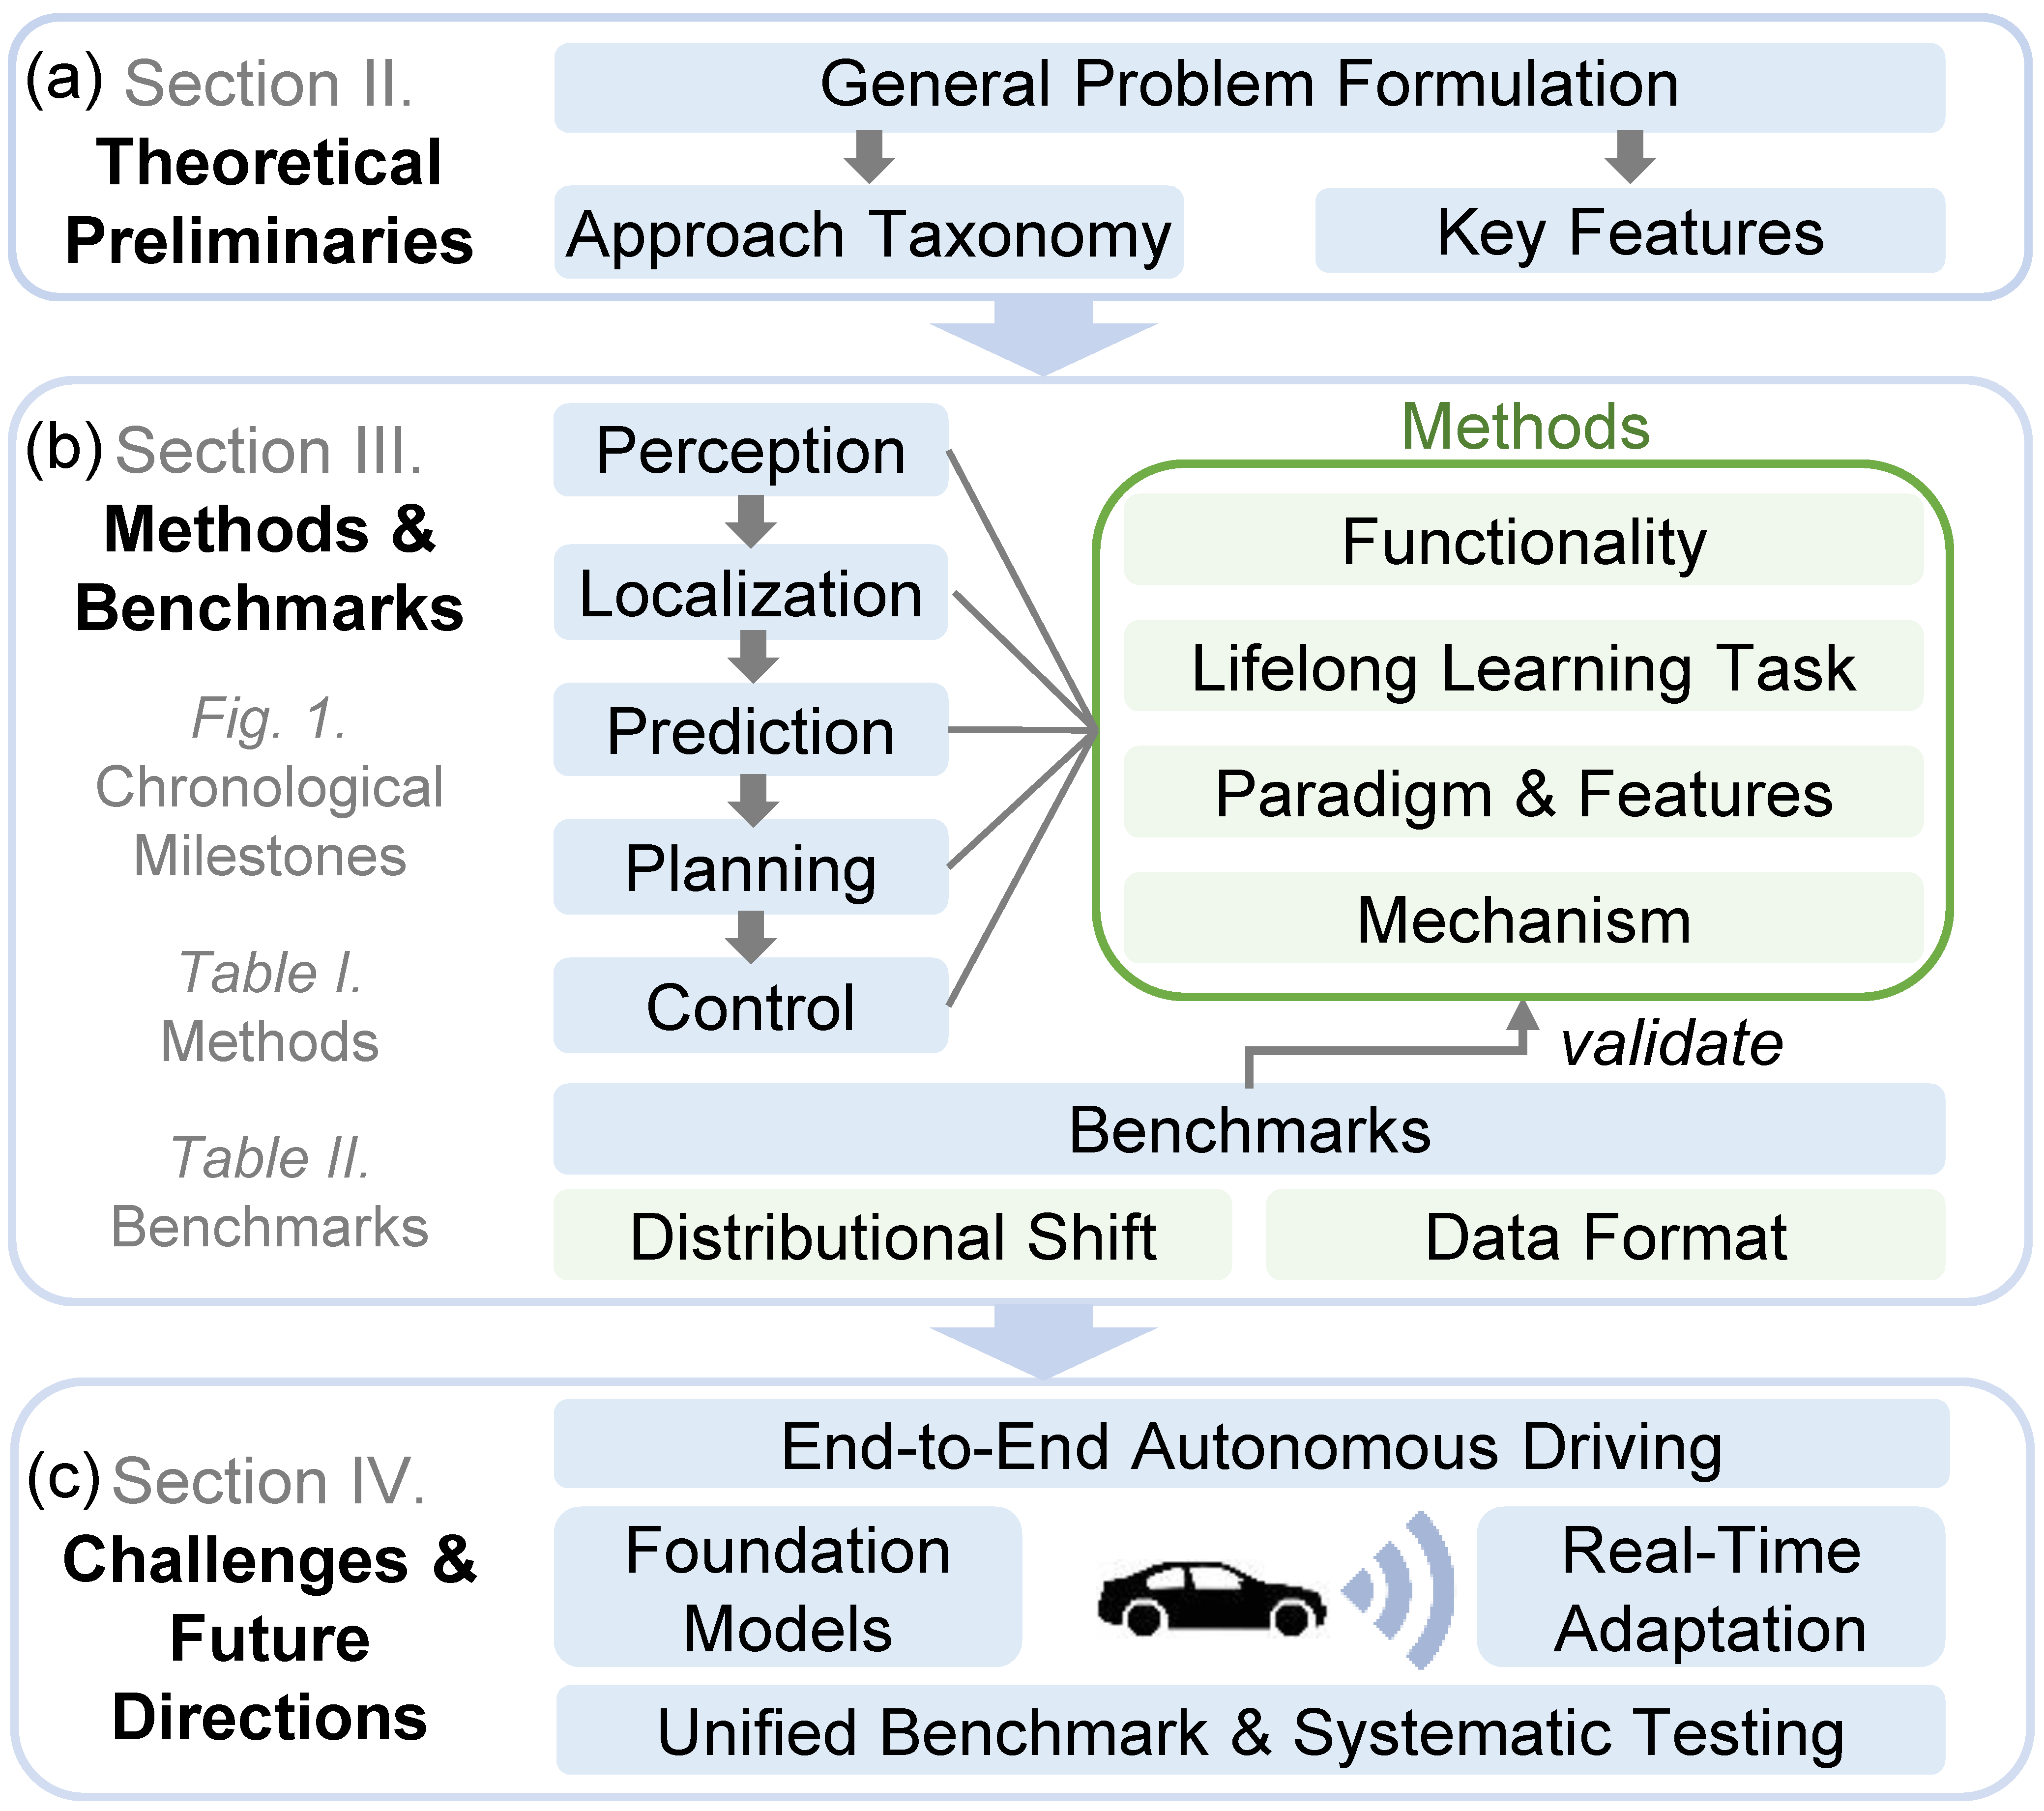 (a) Section II.
Theoretical
Preliminaries
General Problem Formulation
Approach Taxonomy
Key Features
(b) Section III.
Methods &
Benchmarks
Fig. 1.
Chronological
Milestones
Table I.
Methods
Table II.
Benchmarks
Perception
Localization
Prediction
Planning
Control
Methods
Functionality
Lifelong Learning Task
Paradigm & Features
Mechanism
validate
Benchmarks
Distributional Shift
Data Format
(c) Section IV.
Challenges &
Future
Directions
End-to-End Autonomous Driving
Foundation
Models
Real-Time
Adaptation
Unified Benchmark & Systematic Testing